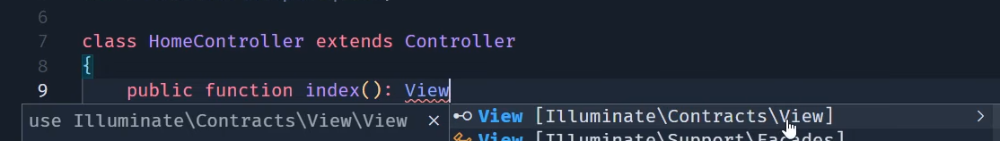 6
7 class HomeController extends Controller
8 {
9 public function index(): View
use Illuminate\Contracts\View\View × View [Illuminate\Contracts\View] >
View [Illuminate\Support\Facades]